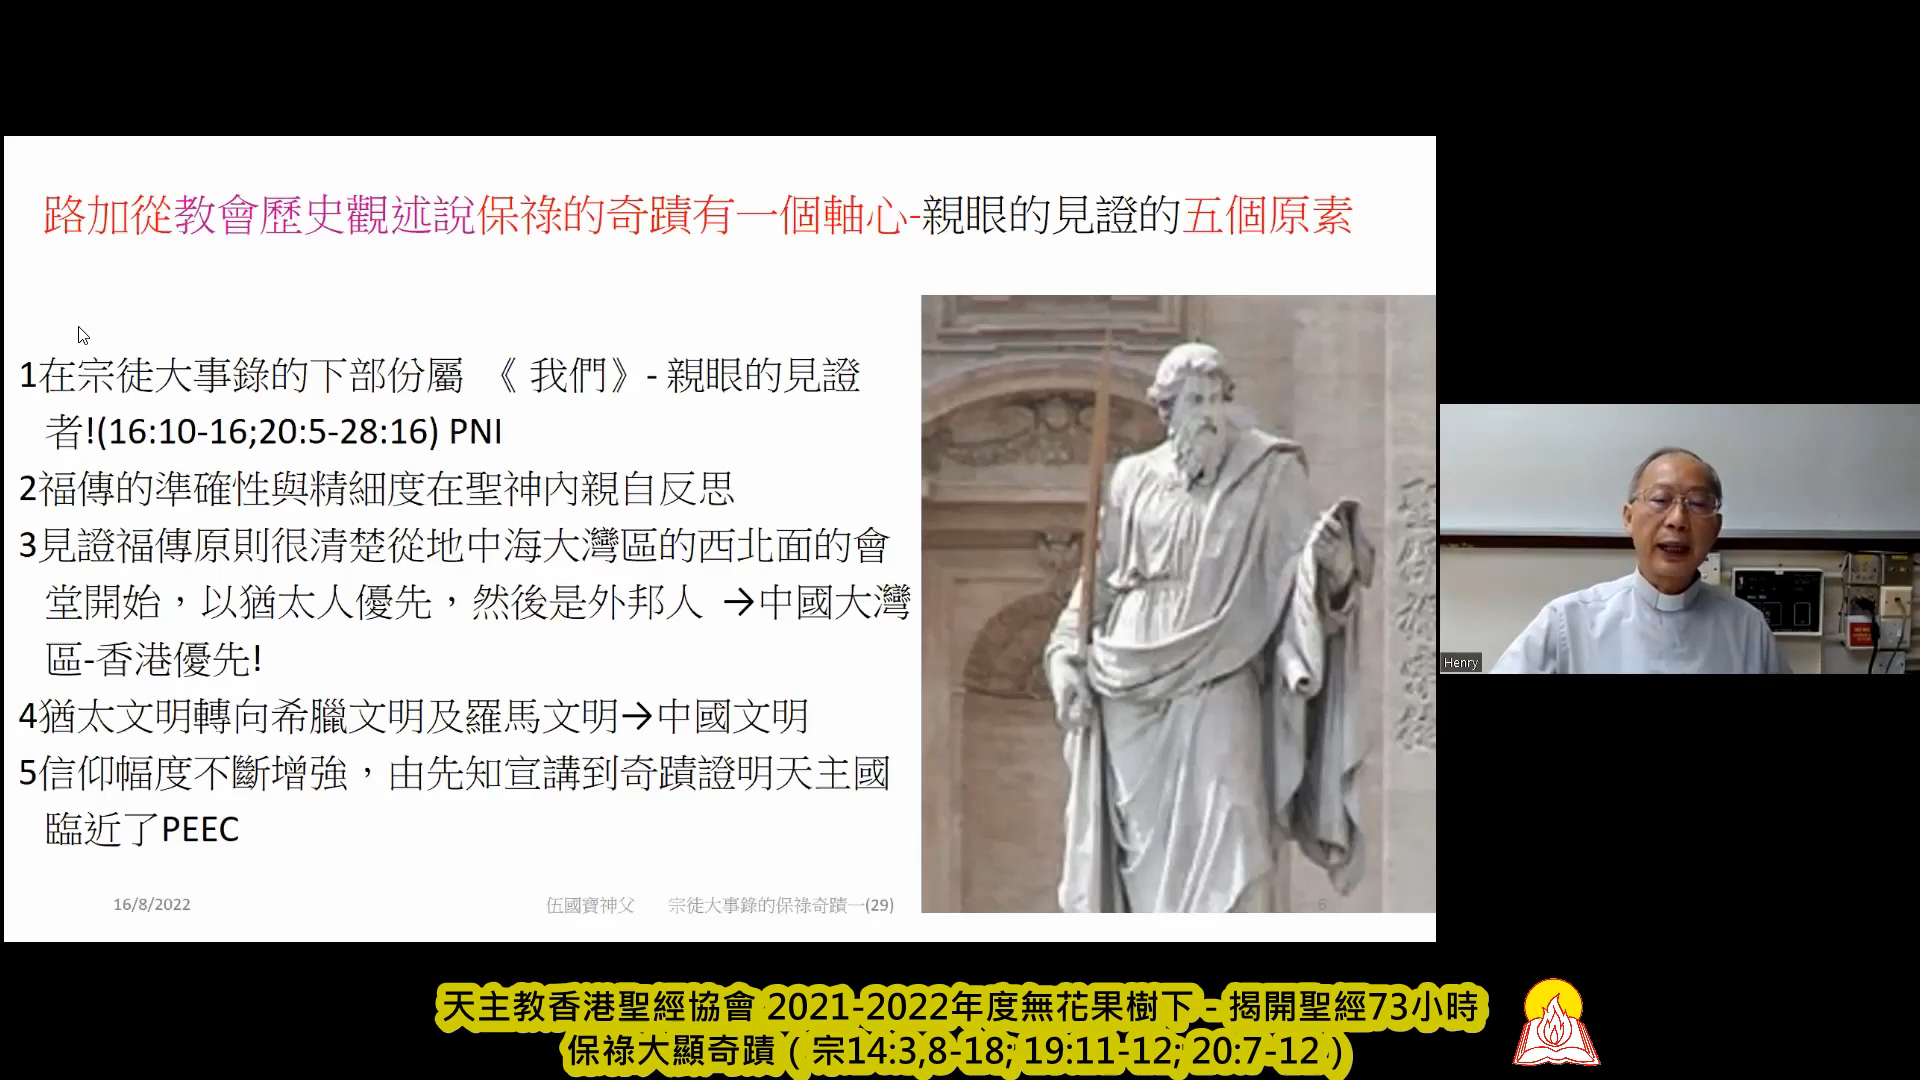 路加從教會歷史觀述說保祿的奇蹟有一個軸心-親眼的見證的五個原素
1在宗徒大事錄的下部份屬 《 我們》- 親眼的見證
者!(16:10-16;20:5-28:16) PNI
2福傳的準確性與精細度在聖神內親自反思
3見證福傳原則很清楚從地中海大灣區的西北面的會
堂開始，以猶太人優先，然後是外邦人 →中國大灣
區-香港優先!
4猶太文明轉向希臘文明及羅馬文明→中國文明
5信仰幅度不斷增強，由先知宣講到奇蹟證明天主國
臨近了PEEC
16/8/2022
伍國寶神父 宗徒大事錄的保祿奇蹟一(29)
6
Henry
天主教香港聖經協會 2021-2022年度無花果樹下 - 揭開聖經73小時
保祿大顯奇蹟 ( 宗14:3,8-18; 19:11-12; 20:7-12 )